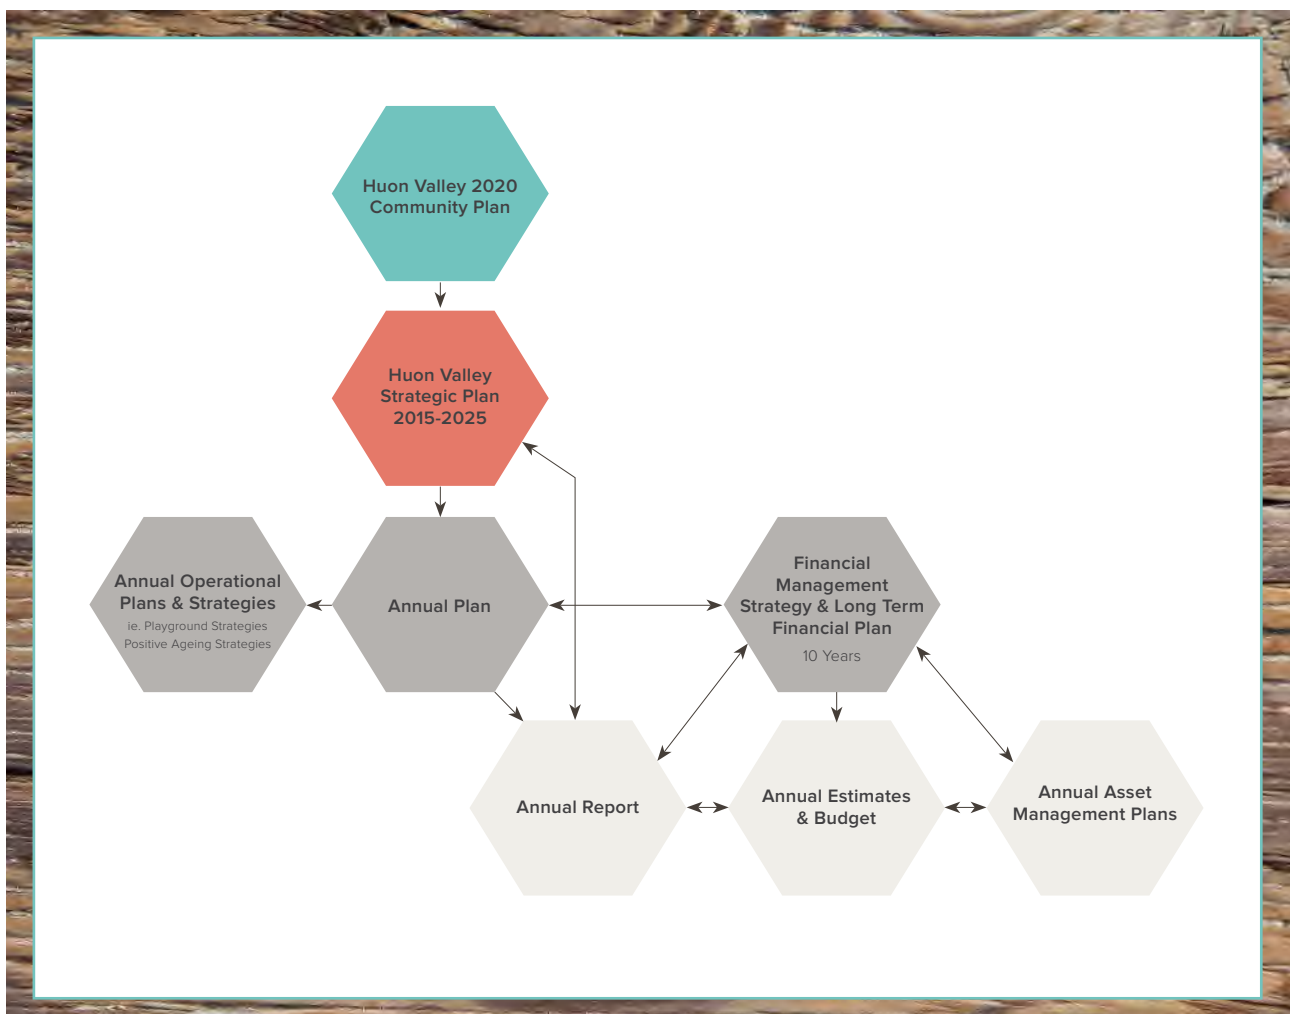 Huon Valley 2020
Community Plan
Huon Valley
Strategic Plan
2015-2025
Annual Operational
Plans & Strategies
ie. Playground Strategies
Positive Ageing Strategies
Annual Plan
Financial
Management
Strategy & Long Term
Financial Plan
10 Years
Annual Report
Annual Estimates
& Budget
Annual Asset
Management Plans